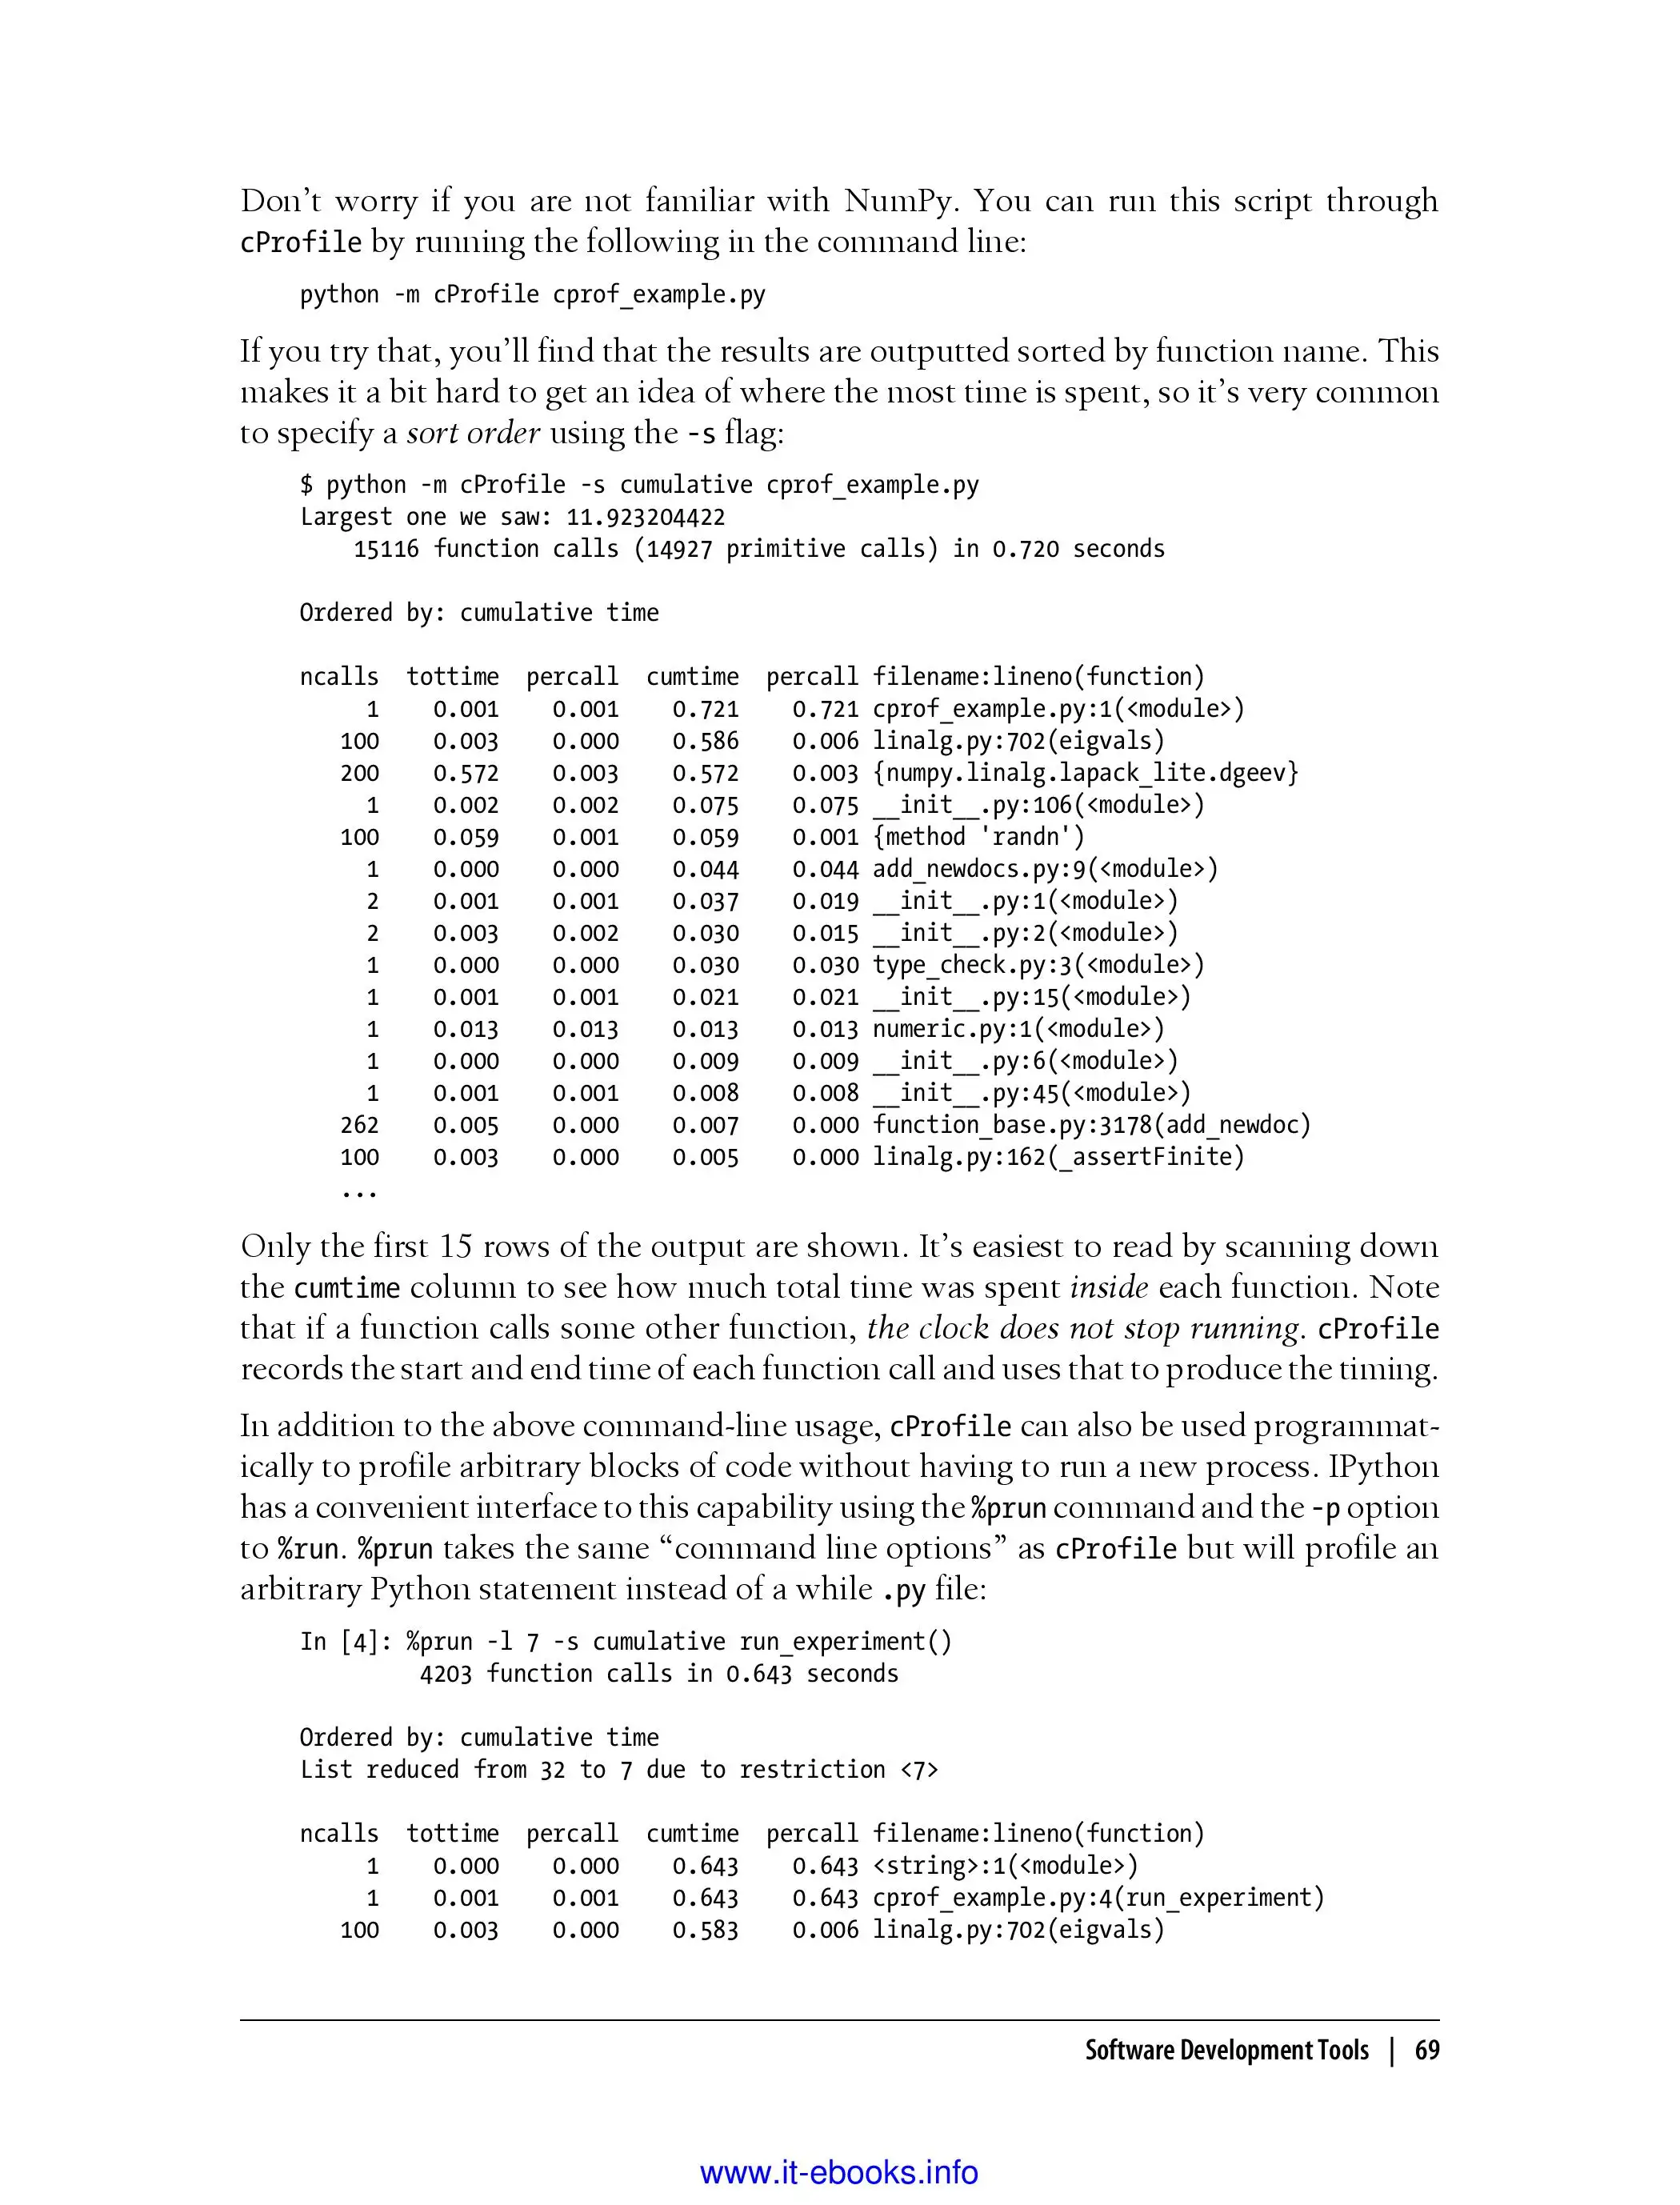 Don’t worry if you are not familiar with NumPy. You can run this script through
cProfile by running the following in the command line:
python -m cProfile cprof_example.py
If you try that, you’ll find that the results are outputted sorted by function name. This
makes it a bit hard to get an idea of where the most time is spent, so it’s very common
to specify a sort order using the -s flag:
$ python -m cProfile -s cumulative cprof_example.py
Largest one we saw: 11.923204422
15116 function calls (14927 primitive calls) in 0.720 seconds
Ordered by: cumulative time
ncalls tottime percall cumtime percall filename:lineno(function)
1 0.001 0.001 0.721 0.721 cprof_example.py:1(<module>)
100 0.003 0.000 0.586 0.006 linalg.py:702(eigvals)
200 0.572 0.003 0.572 0.003 {numpy.linalg.lapack_lite.dgeev}
1 0.002 0.002 0.075 0.075 __init__.py:106(<module>)
100 0.059 0.001 0.059 0.001 {method 'randn')
1 0.000 0.000 0.044 0.044 add_newdocs.py:9(<module>)
2 0.001 0.001 0.037 0.019 __init__.py:1(<module>)
2 0.003 0.002 0.030 0.015 __init__.py:2(<module>)
1 0.000 0.000 0.030 0.030 type_check.py:3(<module>)
1 0.001 0.001 0.021 0.021 __init__.py:15(<module>)
1 0.013 0.013 0.013 0.013 numeric.py:1(<module>)
1 0.000 0.000 0.009 0.009 __init__.py:6(<module>)
1 0.001 0.001 0.008 0.008 __init__.py:45(<module>)
262 0.005 0.000 0.007 0.000 function_base.py:3178(add_newdoc)
100 0.003 0.000 0.005 0.000 linalg.py:162(_assertFinite)
...
Only the first 15 rows of the output are shown. It’s easiest to read by scanning down
the cumtime column to see how much total time was spent inside each function. Note
that if a function calls some other function, the clock does not stop running. cProfile
records the start and end time of each function call and uses that to produce the timing.
In addition to the above command-line usage, cProfile can also be used programmat-
ically to profile arbitrary blocks of code without having to run a new process. IPython
has a convenient interface to this capability using the %prun command and the -p option
to %run. %prun takes the same “command line options” as cProfile but will profile an
arbitrary Python statement instead of a while .py file:
In [4]: %prun -l 7 -s cumulative run_experiment()
4203 function calls in 0.643 seconds
Ordered by: cumulative time
List reduced from 32 to 7 due to restriction <7>
ncalls tottime percall cumtime percall filename:lineno(function)
1 0.000 0.000 0.643 0.643 <string>:1(<module>)
1 0.001 0.001 0.643 0.643 cprof_example.py:4(run_experiment)
100 0.003 0.000 0.583 0.006 linalg.py:702(eigvals)
Software Development Tools | 69
www.it-ebooks.info